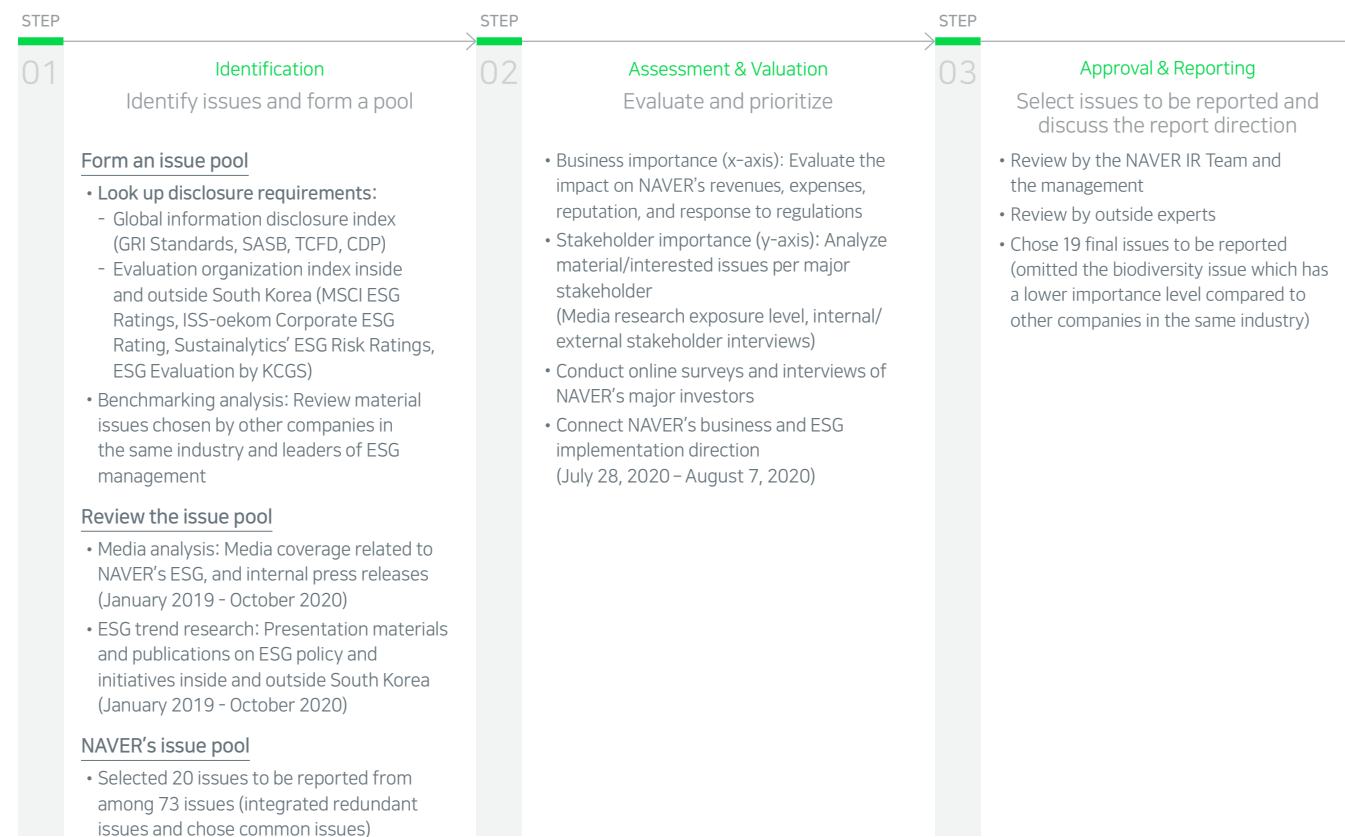 STEP
01
Identification
Identify issues and form a pool
Form an issue pool
• Look up disclosure requirements:
- Global information disclosure index
(GRI Standards, SASB, TCFD, CDP)
- Evaluation organization index inside
and outside South Korea (MSCI ESG
Ratings, ISS-oekom Corporate ESG
Rating, Sustainalytics’ ESG Risk Ratings,
ESG Evaluation by KCGS)
• Benchmarking analysis: Review material
issues chosen by other companies in
the same industry and leaders of ESG
management
Review the issue pool
• Media analysis: Media coverage related to
NAVER’s ESG, and internal press releases
(January 2019 - October 2020)
• ESG trend research: Presentation materials
and publications on ESG policy and
initiatives inside and outside South Korea
(January 2019 - October 2020)
NAVER’s issue pool
• Selected 20 issues to be reported from
among 73 issues (integrated redundant
issues and chose common issues)
STEP
02
Assessment & Valuation
Evaluate and prioritize
• Business importance (x-axis): Evaluate the
impact on NAVER’s revenues, expenses,
reputation, and response to regulations
• Stakeholder importance (y-axis): Analyze
material/interested issues per major
stakeholder
(Media research exposure level, internal/
external stakeholder interviews)
• Conduct online surveys and interviews of
NAVER’s major investors
• Connect NAVER’s business and ESG
implementation direction
(July 28, 2020 – August 7, 2020)
STEP
03
Approval & Reporting
Select issues to be reported and
discuss the report direction
• Review by the NAVER IR Team and
the management
• Review by outside experts
• Chose 19 final issues to be reported
(omitted the biodiversity issue which has
a lower importance level compared to
other companies in the same industry)